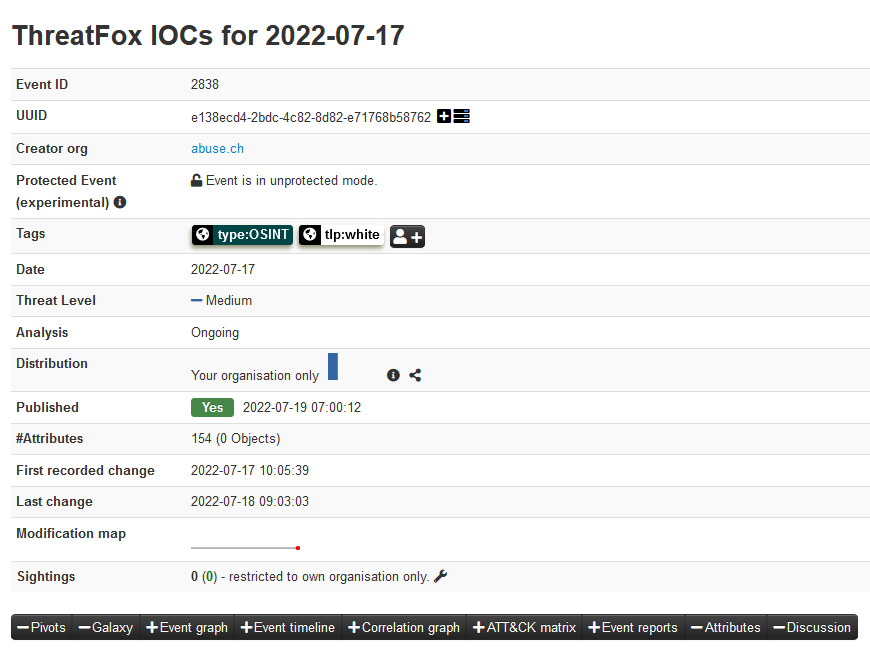 ThreatFox IOCs for 2022-07-17
Event ID 2838
UUID e138ecd4-2bdc-4c82-8d82-e71768b58762
Creator org abuse.ch
Protected Event Event is in unprotected mode.
(experimental)
Tags type:OSINT tlp:white
Date 2022-07-17
Threat Level Medium
Analysis Ongoing
Distribution
Your organisation only
Published Yes 2022-07-19 07:00:12
#Attributes 154 (0 Objects)
First recorded change 2022-07-17 10:05:39
Last change 2022-07-18 09:03:03
Modification map
Sightings 0 (0) - restricted to own organisation only.
Pivots Galaxy Event graph Event timeline Correlation graph ATT&CK matrix Event reports Attributes Discussion